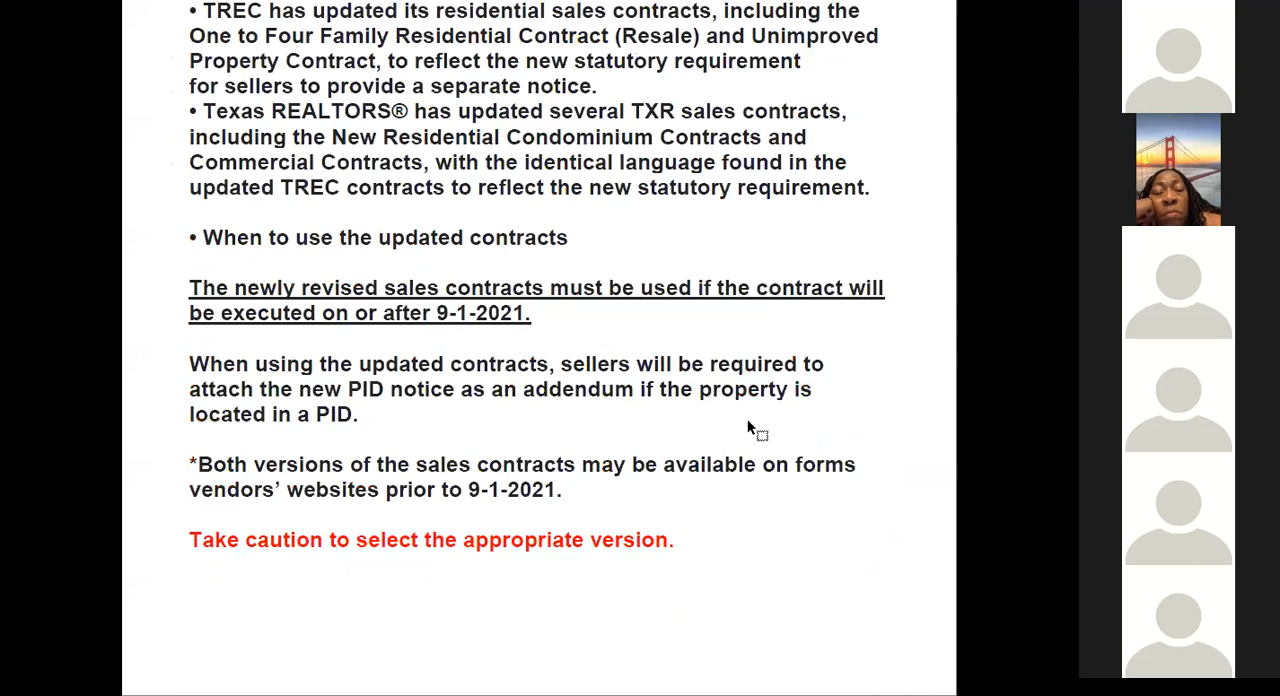 • TREC has updated its residential sales contracts, including the
One to Four Family Residential Contract (Resale) and Unimproved
Property Contract, to reflect the new statutory requirement
for sellers to provide a separate notice.
• Texas REALTORS® has updated several TXR sales contracts,
including the New Residential Condominium Contracts and
Commercial Contracts, with the identical language found in the
updated TREC contracts to reflect the new statutory requirement.
• When to use the updated contracts
The newly revised sales contracts must be used if the contract will
be executed on or after 9-1-2021.
When using the updated contracts, sellers will be required to
attach the new PID notice as an addendum if the property is
located in a PID.
*Both versions of the sales contracts may be available on forms
vendors’ websites prior to 9-1-2021.
Take caution to select the appropriate version.